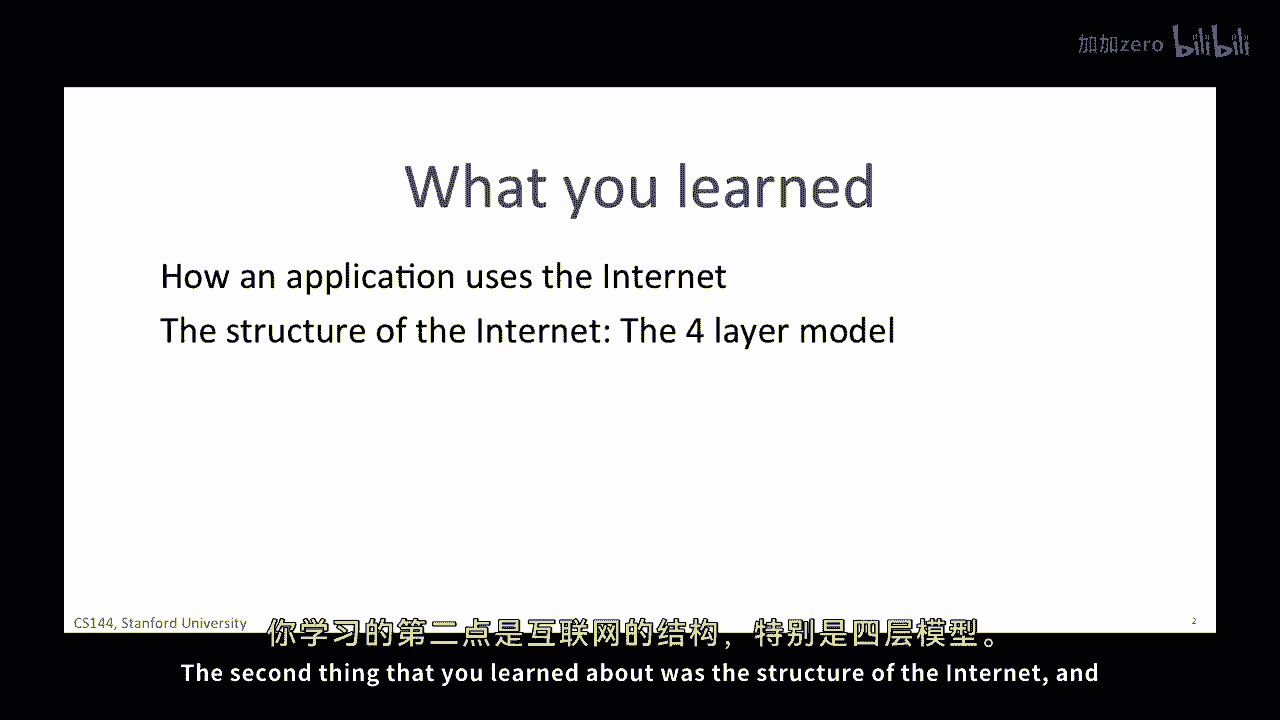 加加zero bilibili
What you learned
How an application uses the Internet
The structure of the Internet: The 4 layer model
CS144, Stanford University
2
你学习的第二点是互联网的结构，特别是四层模型。
The second thing that you learned about was the structure of the Internet, and